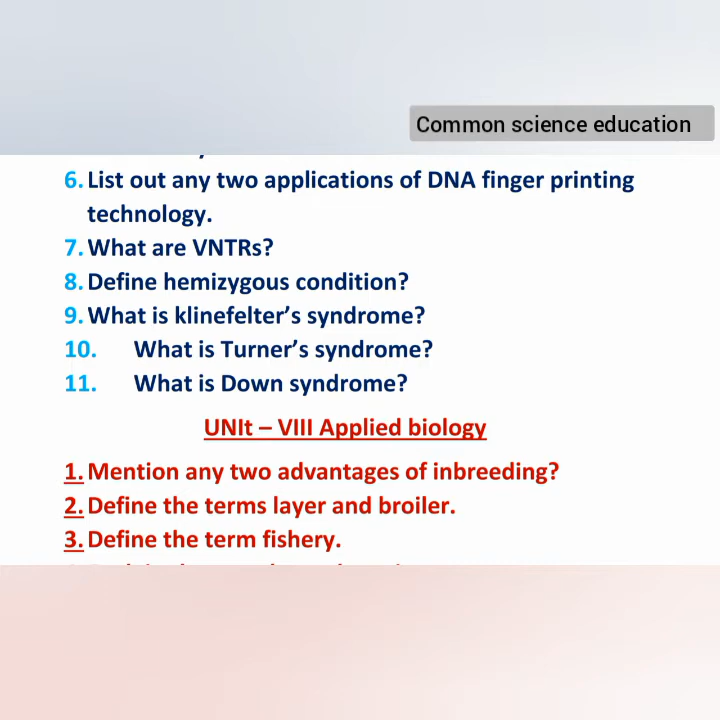 Common science education
6. List out any two applications of DNA finger printing
technology.
7. What are VNTRs?
8. Define hemizygous condition?
9. What is klinefelter's syndrome?
10. What is Turner's syndrome?
11. What is Down syndrome?
UNIt – VIII Applied biology
1. Mention any two advantages of inbreeding?
2. Define the terms layer and broiler.
3. Define the term fishery.